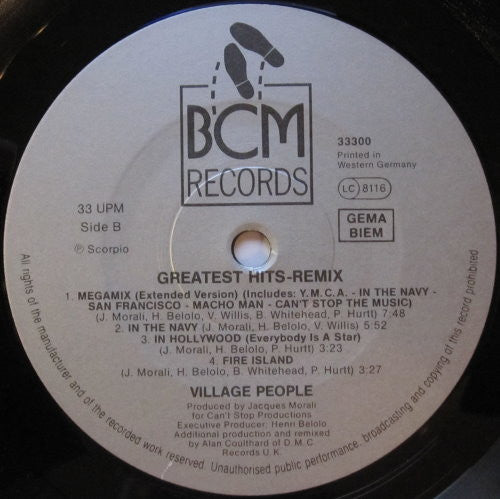 BCM
RECORDS
33300
Printed in
Western Germany
LC 8116
GEMA
BIEM
33 UPM
Side B
Ⓟ Scorpio
GREATEST HITS-REMIX
1. MEGAMIX (Extended Version) (Includes: Y.M.C.A. - IN THE NAVY -
SAN FRANCISCO - MACHO MAN - CAN'T STOP THE MUSIC)
(J. Morali, H. Belolo, V. Willis, B. Whitehead, P. Hurtt) 7:48
2. IN THE NAVY (J. Morali, H. Belolo, V. Willis) 5:52
3. IN HOLLYWOOD (Everybody Is A Star)
(J. Morali, H. Belolo, P. Hurtt) 3:23
4. FIRE ISLAND
(J. Morali, H. Belolo, B. Whitehead, P. Hurtt) 3:27
VILLAGE PEOPLE
Produced by Jacques Morali
for Can't Stop Productions
Executive Producer: Henri Belolo
Additional production and remixed
by Alan Coulthard of D.M.C.
Records U.K.
All rights of the manufacturer and of the recorded work reserved. Unauthorised public performance, broadcasting and copying of this record prohibited.